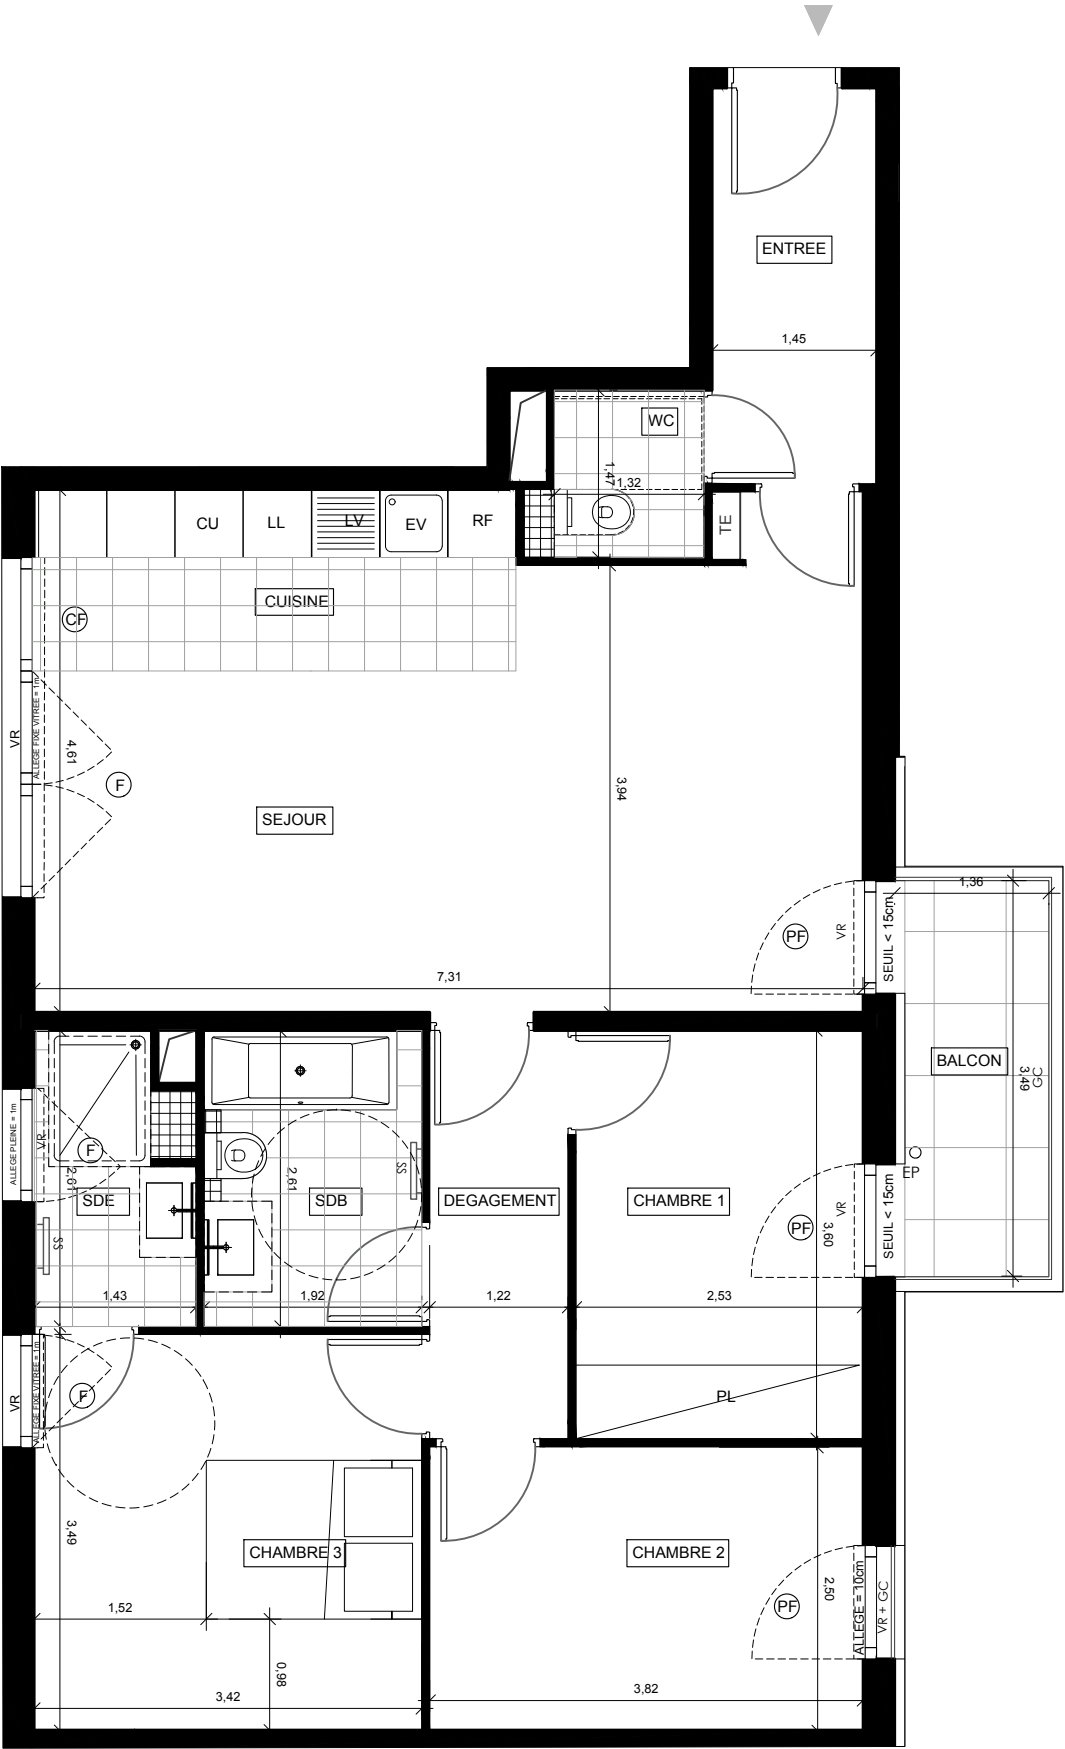 ENTREE
1,45
WC
1,47
1,32
TE
CU
LL
LV
EV
RF
CUISINE
CF
ALLEGE FIXE VITREE = 1m
VR
4,61
F
3,94
SEJOUR
1,36
PF
VR
SEUIL < 15cm
7,31
BALCON
3,49
GC
ALLEGE PLEINE = 1m
VR
F
2,61
SDE
SS
2,61
SDB
SS
DEGAGEMENT
CHAMBRE 1
EP
PF
VR
SEUIL < 15cm
3,60
1,43
1,92
1,22
2,53
VR
ALLEGE FIXE VITREE = 1m
F
PL
3,49
CHAMBRE 3
CHAMBRE 2
PF
2,50
ALLEGE = 10cm
VR + GC
1,52
0,98
3,42
3,82